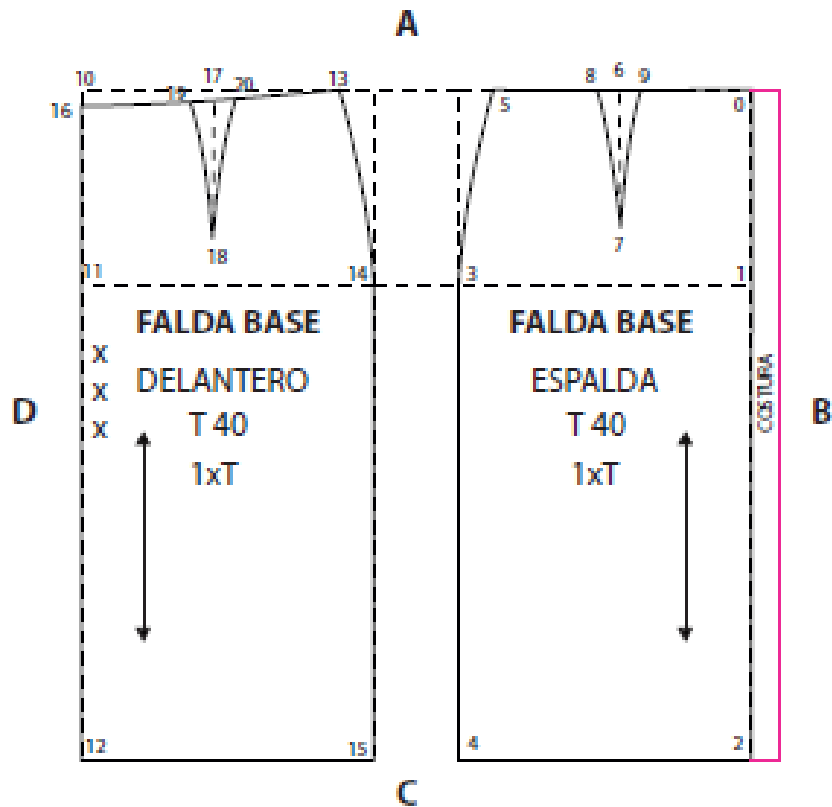 A
10 17 13 8 6 9
16 19 20 5 0
18 7
11 14 3 1
FALDA BASE FALDA BASE
X
DELANTERO ESPALDA
X
D B
COSTURA
T 40 T 40
X
1xT 1xT
12 15 4 2
C